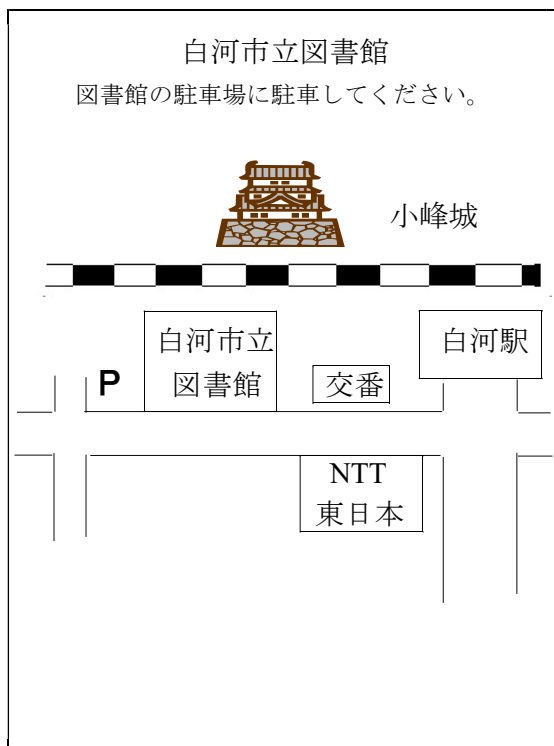 白河市立図書館
図書館の駐車場に駐車してください。
小峰城
白河市立
図書館
白河駅
P
交番
NTT
東日本